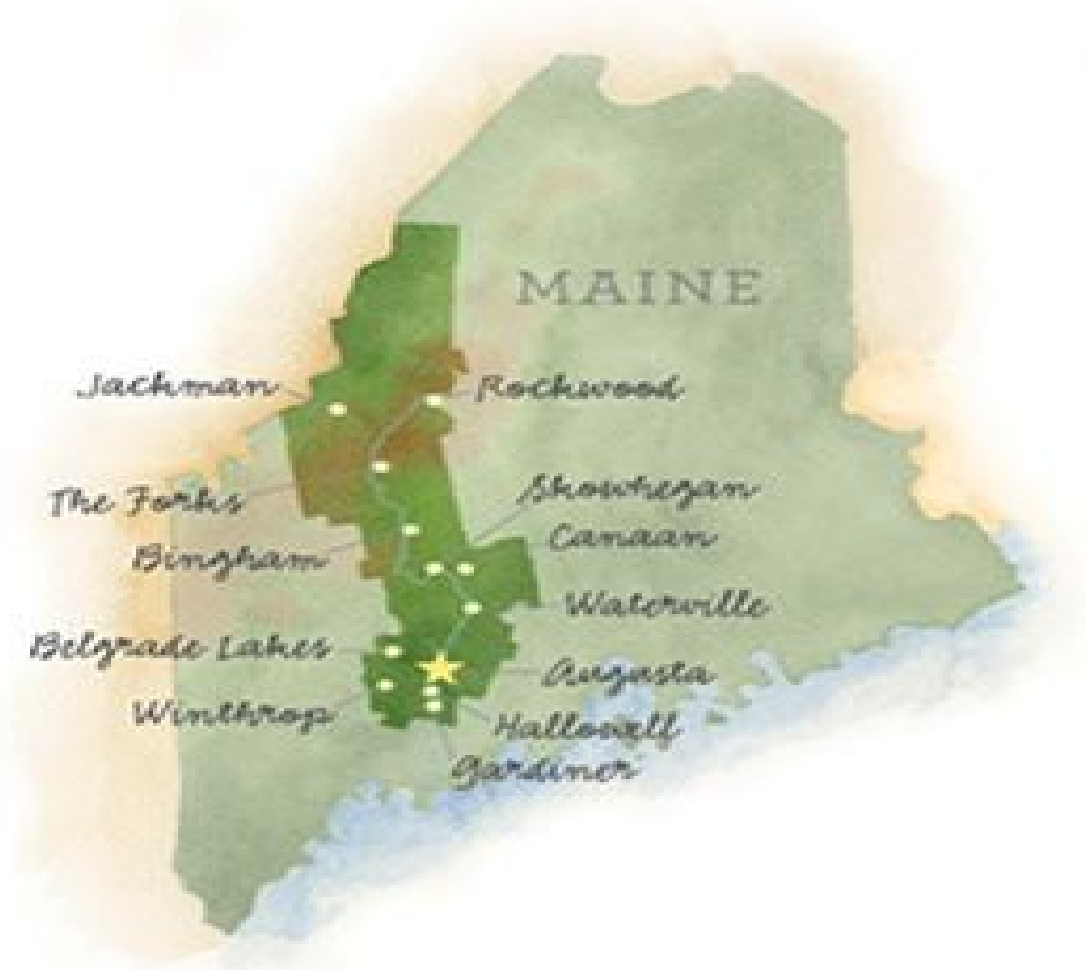 MAINE
Jackman
Rockwood
The Forks
Skowhegan
Canaan
Bingham
Waterville
Belgrade Lakes
Augusta
Winthrop
Hallowell
Gardiner